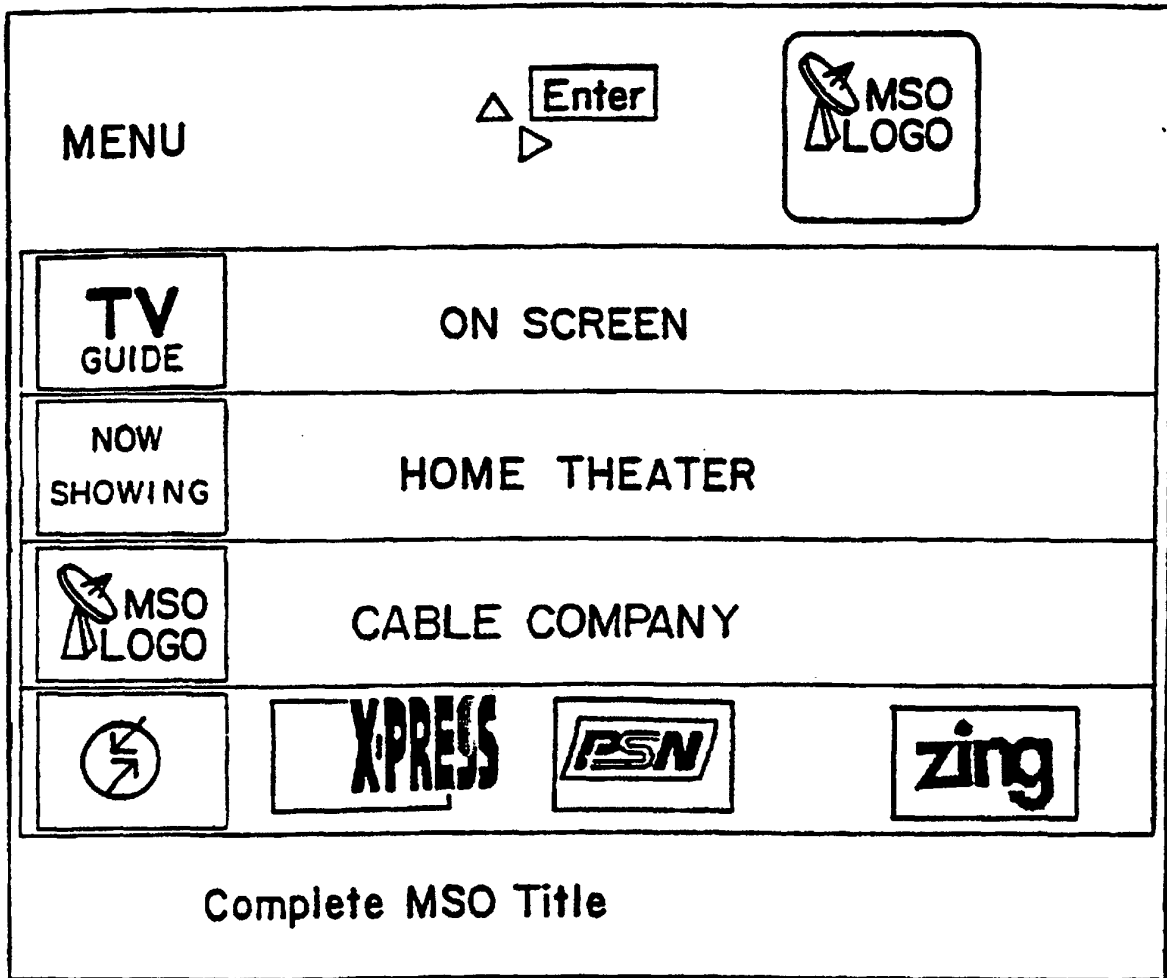 MENU
Enter
MSO
LOGO
TV
GUIDE
ON SCREEN
NOW
SHOWING
HOME THEATER
MSO
LOGO
CABLE COMPANY
X·PRESS
PSN
zing
Complete MSO Title